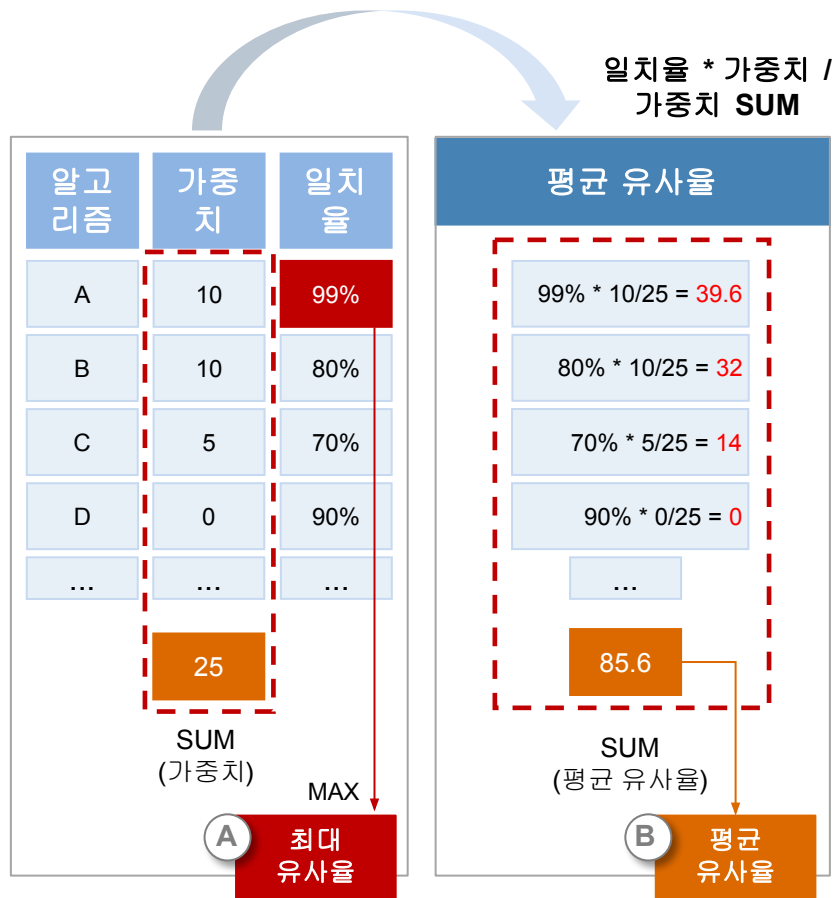 일치율 * 가중치 /
가중치 SUM
알고
리즘
가중
치
일치
율
A
10
99%
B
10
80%
C
5
70%
D
0
90%
...
...
...
25
SUM
(가중치)
MAX
A
최대
유사율
평균 유사율
99% * 10/25 = 39.6
80% * 10/25 = 32
70% * 5/25 = 14
90% * 0/25 = 0
...
85.6
SUM
(평균 유사율)
B
평균
유사율